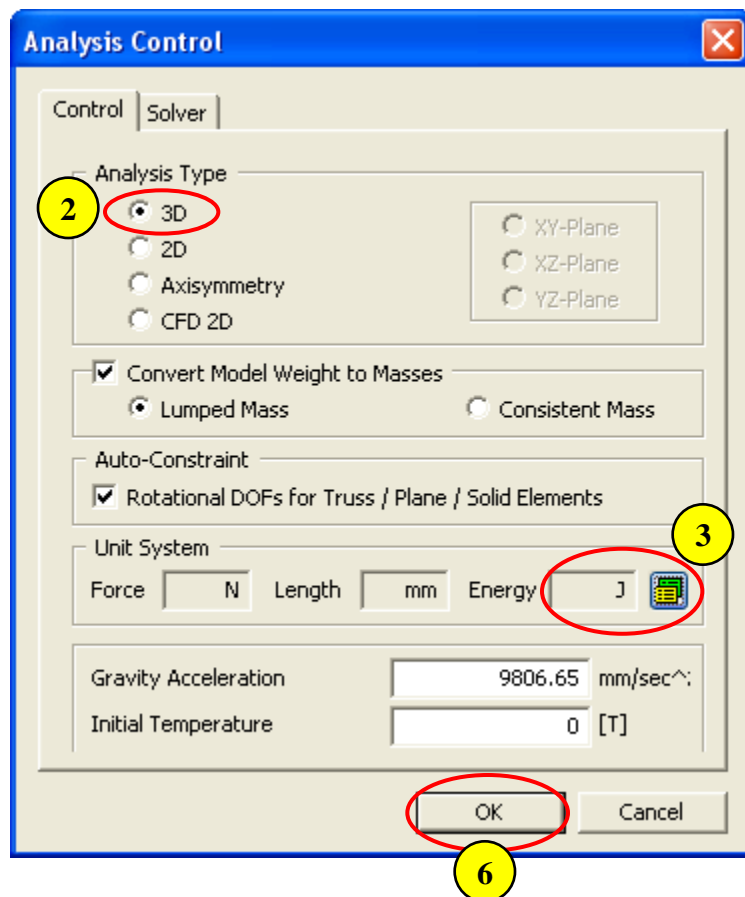 Analysis Control
Control Solver
Analysis Type
2
3D
2D
Axisymmetry
CFD 2D
XY-Plane
XZ-Plane
YZ-Plane
Convert Model Weight to Masses
Lumped Mass Consistent Mass
Auto-Constraint
Rotational DOFs for Truss / Plane / Solid Elements
3
Unit System
Force N Length mm Energy J
Gravity Acceleration 9806.65 mm/sec^
Initial Temperature 0 [T]
OK Cancel
6